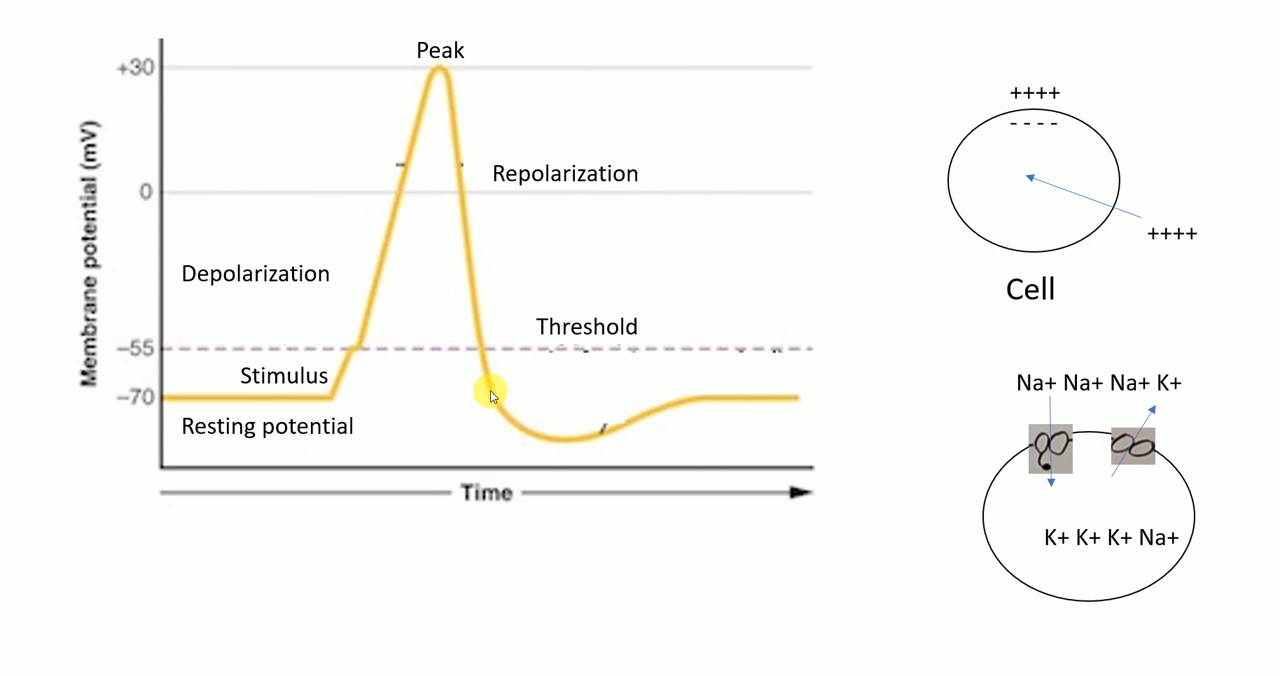 Peak
+30
Repolarization
0
Membrane potential (mV)
Depolarization
Threshold
–55
Stimulus
–70
Resting potential
Time
++++
- - - -
++++
Cell
Na+ Na+ Na+ K+
K+ K+ K+ Na+